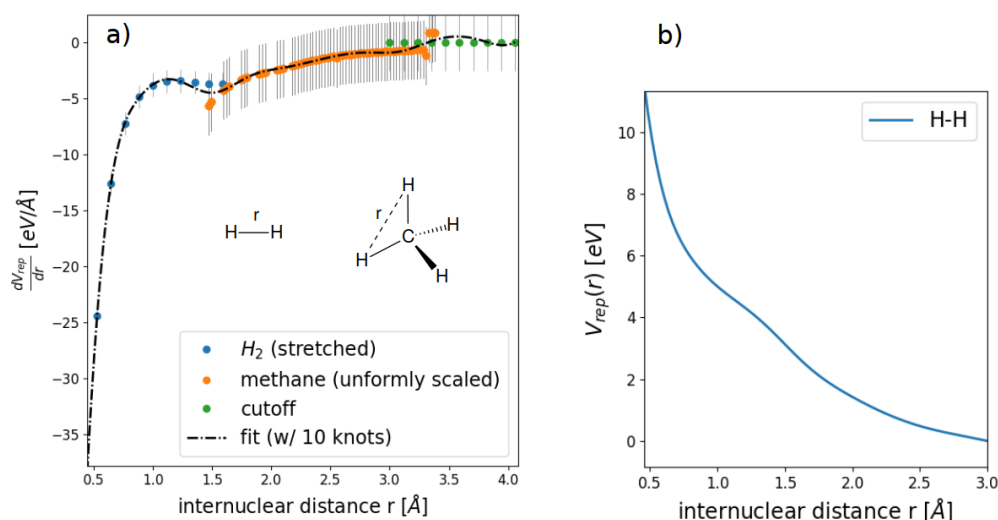 a)
0
−5
−10
−15
−20
−25
−30
−35
dV_rep
dr
[eV/Å]
H
r
H
H
r
H
C
H
H
H₂ (stretched)
methane (unformly scaled)
cutoff
fit (w/ 10 knots)
0.5 1.0 1.5 2.0 2.5 3.0 3.5 4.0
internuclear distance r [Å]
b)
H-H
10
8
6
4
2
0
V_rep(r) [eV]
0.5 1.0 1.5 2.0 2.5 3.0
internuclear distance r [Å]